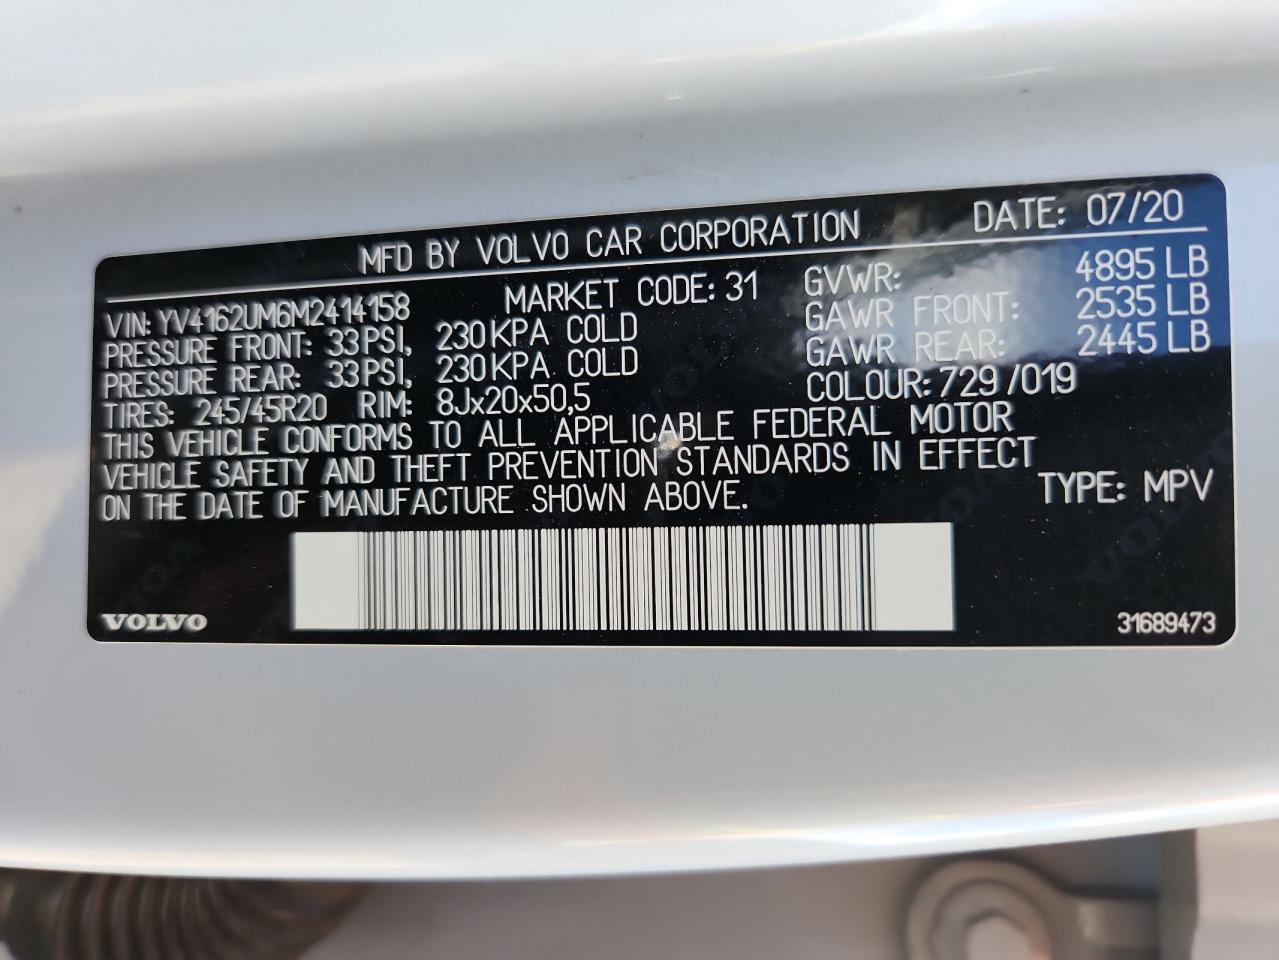 MFD BY VOLVO CAR CORPORATION DATE: 07/20
VIN: YV4162UM6M2414158 MARKET CODE: 31 GVWR: 4895 LB
PRESSURE FRONT: 33 PSI, 230 KPA COLD GAWR FRONT: 2535 LB
PRESSURE REAR: 33 PSI, 230 KPA COLD GAWR REAR: 2445 LB
TIRES: 245/45R20 RIM: 8Jx20x50,5 COLOUR: 729 /019
THIS VEHICLE CONFORMS TO ALL APPLICABLE FEDERAL MOTOR
VEHICLE SAFETY AND THEFT PREVENTION STANDARDS IN EFFECT
ON THE DATE OF MANUFACTURE SHOWN ABOVE. TYPE: MPV
VOLVO 31689473